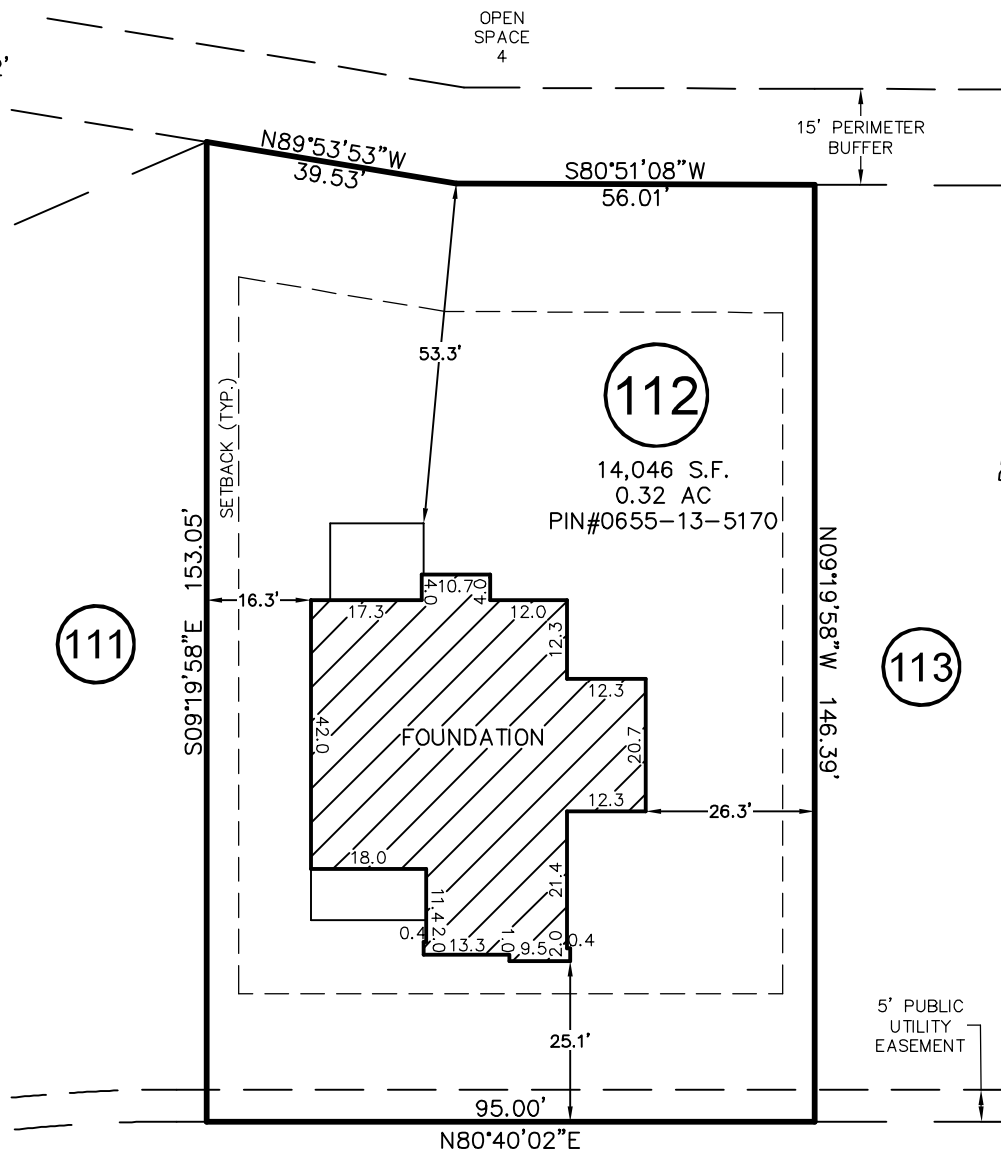 OPEN
SPACE
4
2'
15' PERIMETER
BUFFER
N89°53'53"W
39.53'
S80°51'08"W
56.01'
53.3'
SETBACK (TYP.)
112
14,046 S.F.
0.32 AC
PIN#0655-13-5170
S09°19'58"E 153.05'
N09°19'58"W 146.39'
16.3'
17.3
4.0
10.7
4.0
12.0
12.3
12.3
111
113
42.0
FOUNDATION
20.7
12.3
26.3'
18.0
21.4
11.4
0.4
2.0
13.3
1.0
9.5
2.0
0.4
25.1'
5' PUBLIC
UTILITY
EASEMENT
95.00'
N80°40'02"E